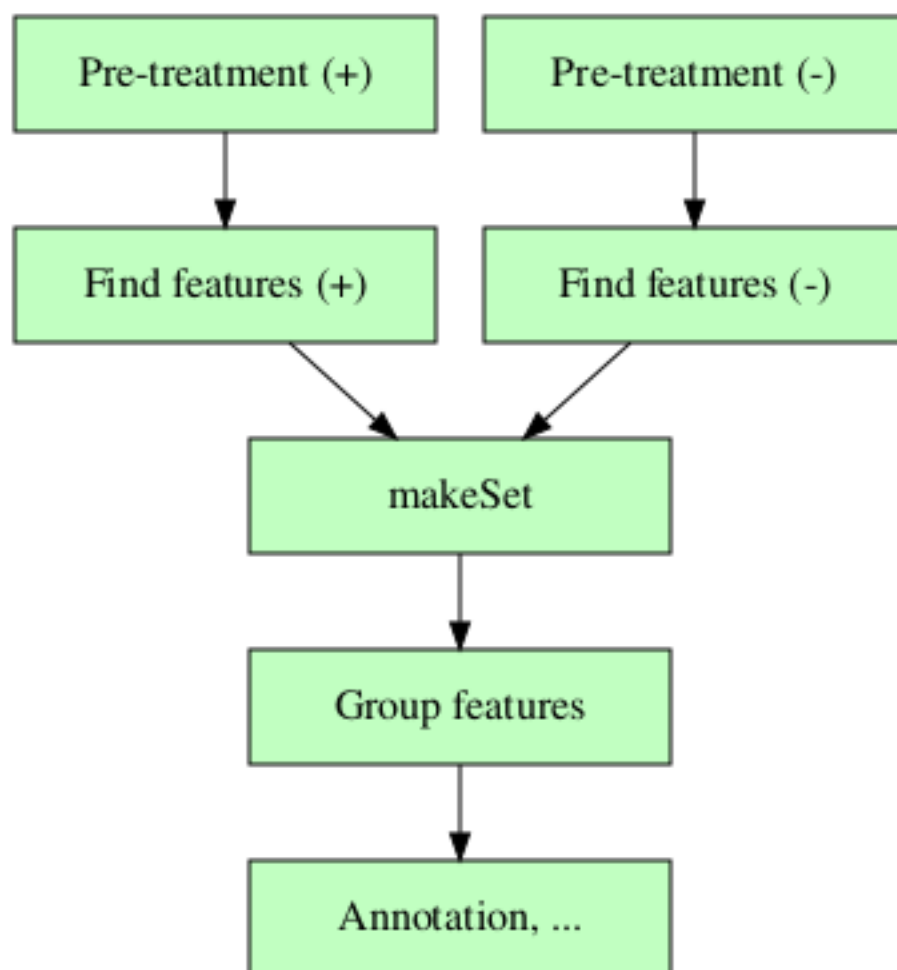 Pre-treatment (+)
Pre-treatment (-)
Find features (+)
Find features (-)
makeSet
Group features
Annotation, ...